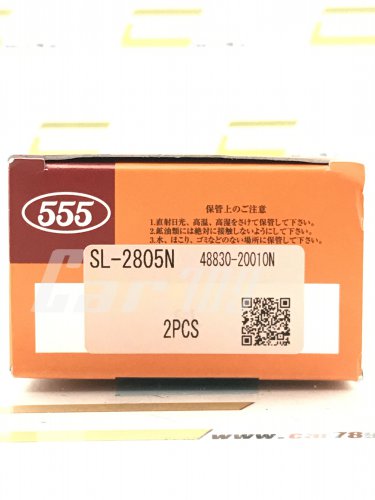 555
保管上のご注意
1.直射日光、高温、高湿をさけて保管して下さい。
2.鉱油類には絶対に接触しないようにして下さい。
3.水、ほこり、ゴミなどのない場所に保管して下さい。
SL-2805N 48830-20010N
2PCS